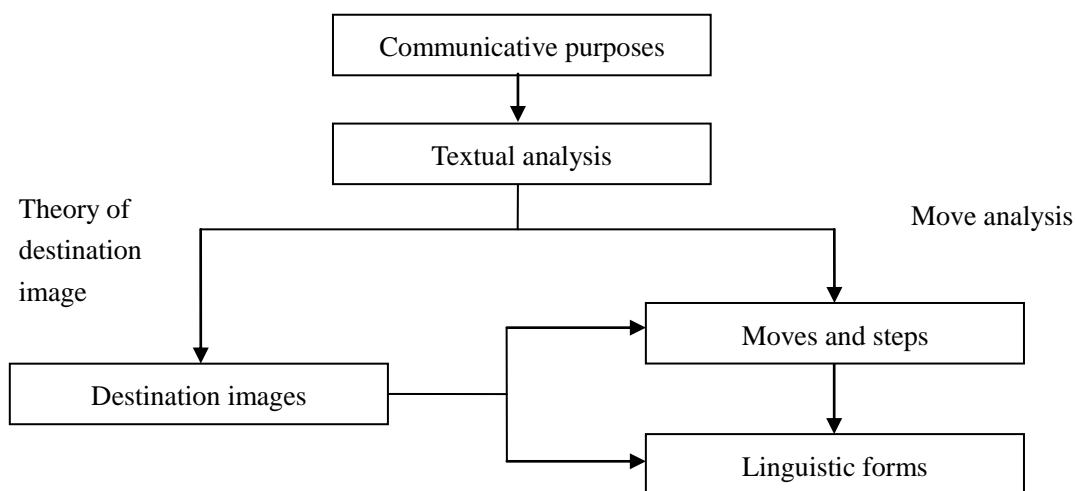 Communicative purposes
Textual analysis
Theory of
destination
image
Move analysis
Moves and steps
Destination images
Linguistic forms